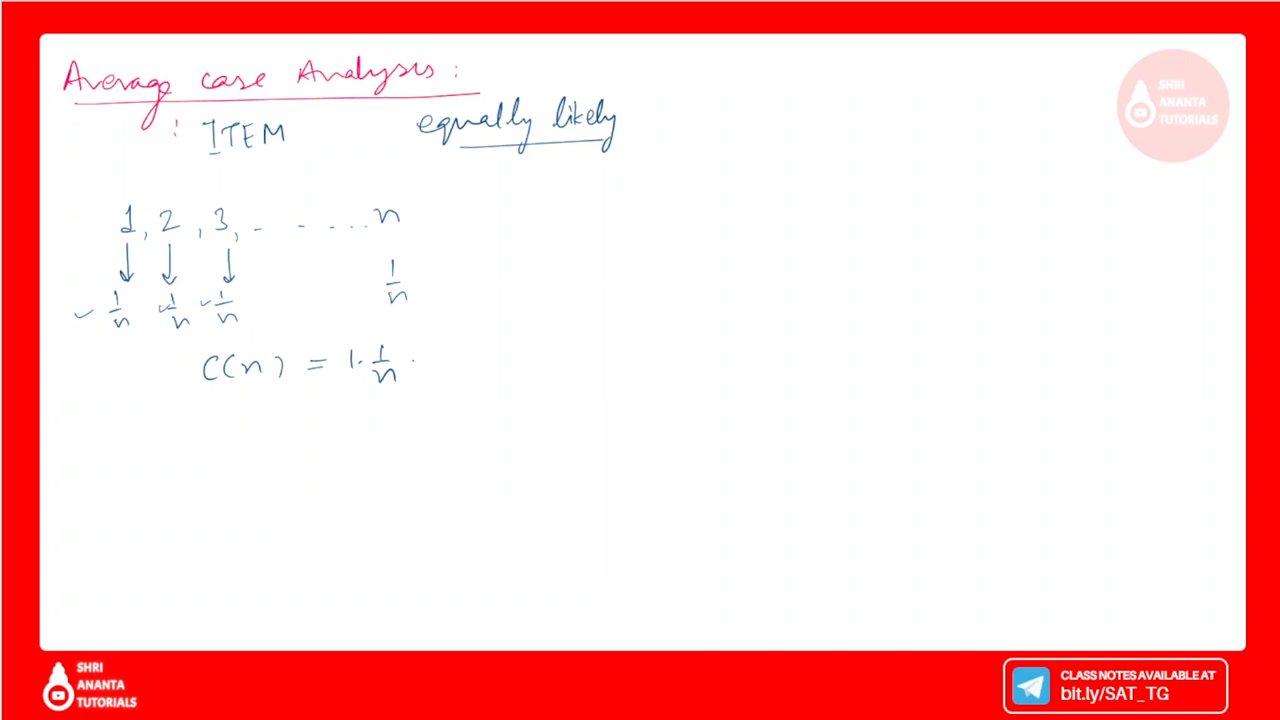 Average case Analysis :
: ITEM equally likely
1, 2, 3, - - ... n
1/n 1/n 1/n 1/n
C(n) = 1. 1/n .
SHRI
ANANTA
TUTORIALS
SHRI
ANANTA
TUTORIALS
CLASS NOTES AVAILABLE AT
bit.ly/SAT_TG